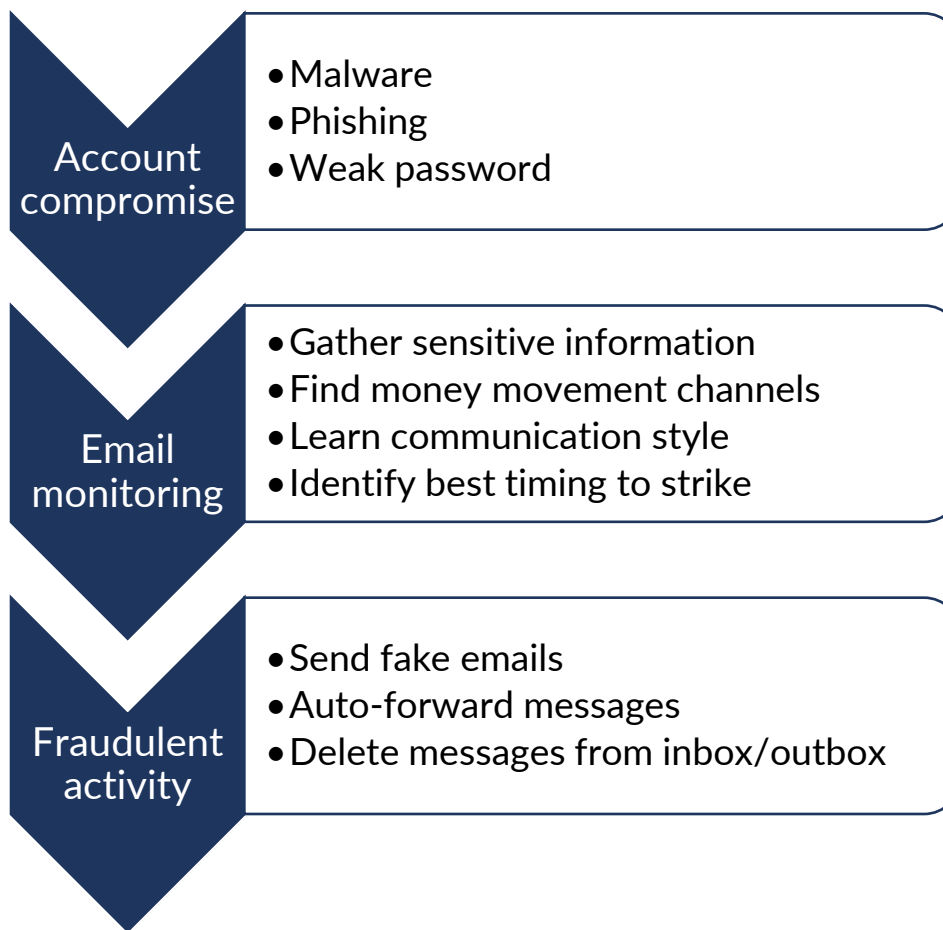 Account
compromise
•Malware
•Phishing
•Weak password
Email
monitoring
•Gather sensitive information
•Find money movement channels
•Learn communication style
•Identify best timing to strike
Fraudulent
activity
•Send fake emails
•Auto-forward messages
•Delete messages from inbox/outbox